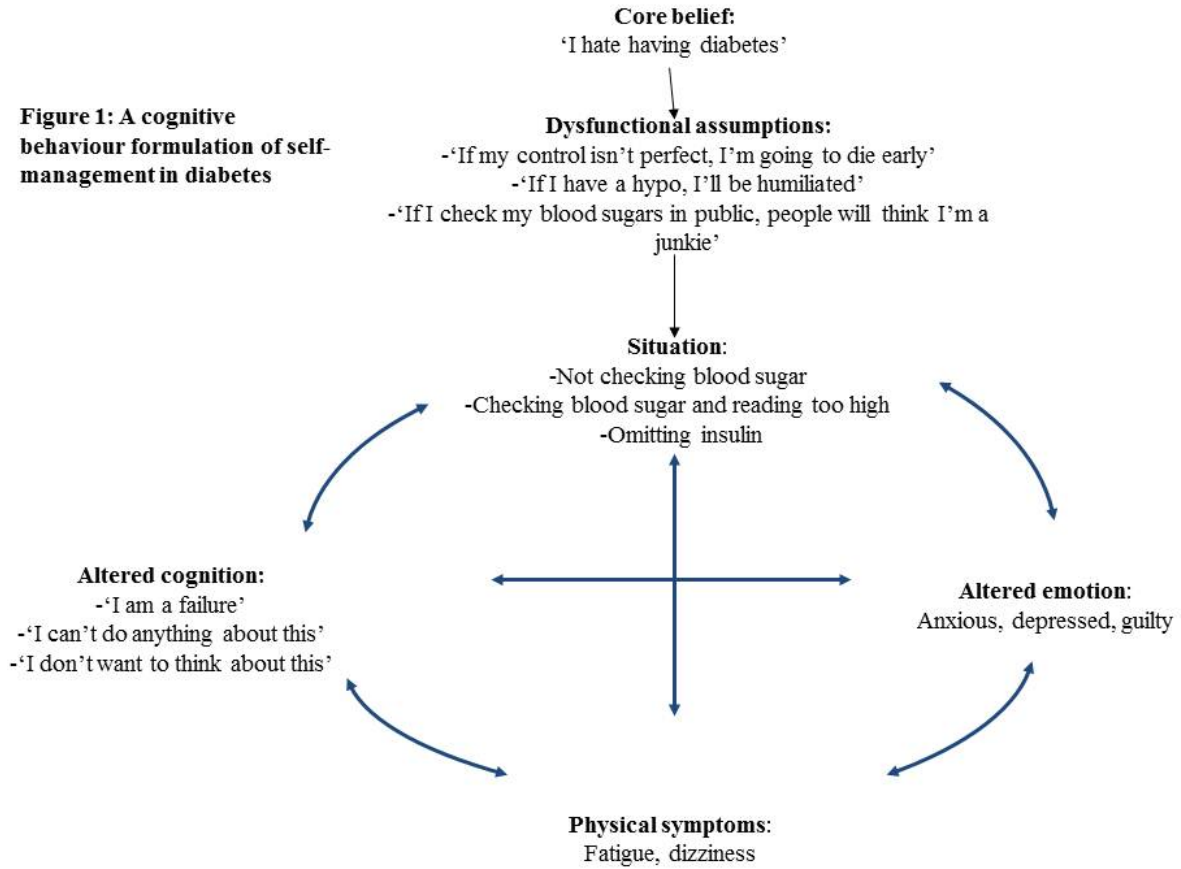 Core belief:
‘I hate having diabetes’
Figure 1: A cognitive
behaviour formulation of self-
management in diabetes
Dysfunctional assumptions:
-‘If my control isn’t perfect, I’m going to die early’
-‘If I have a hypo, I’ll be humiliated’
-‘If I check my blood sugars in public, people will think I’m a
junkie’
Situation:
-Not checking blood sugar
-Checking blood sugar and reading too high
-Omitting insulin
Altered cognition:
-‘I am a failure’
-‘I can’t do anything about this’
-‘I don’t want to think about this’
Altered emotion:
Anxious, depressed, guilty
Physical symptoms:
Fatigue, dizziness